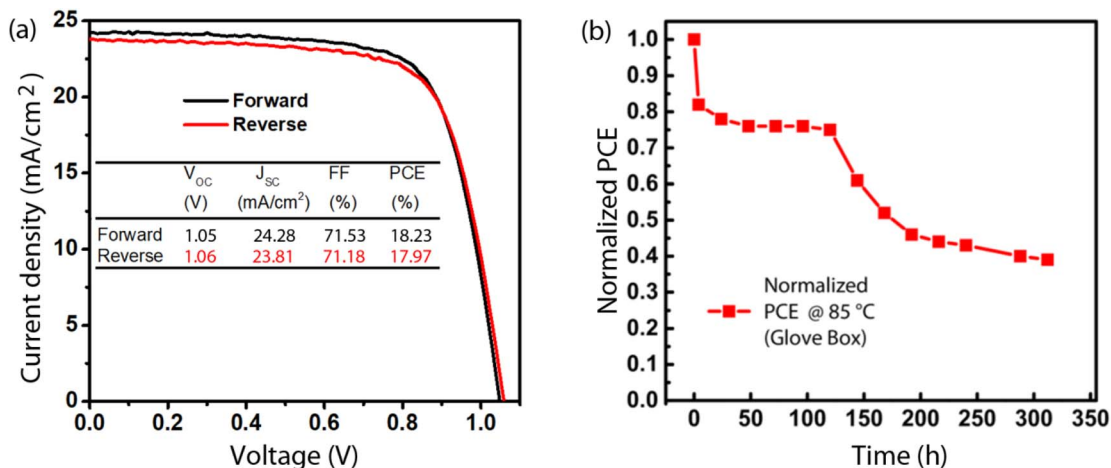 (a)
25
20
15
10
5
0
Current density (mA/cm²)
Forward
Reverse
V_OC J_SC FF PCE
(V) (mA/cm²) (%) (%)
Forward 1.05 24.28 71.53 18.23
Reverse 1.06 23.81 71.18 17.97
0.0 0.2 0.4 0.6 0.8 1.0
Voltage (V)
(b)
1.0
0.9
0.8
0.7
0.6
0.5
0.4
0.3
0.2
0.1
0.0
Normalized PCE
Normalized
PCE @ 85 °C
(Glove Box)
0 50 100 150 200 250 300 350
Time (h)